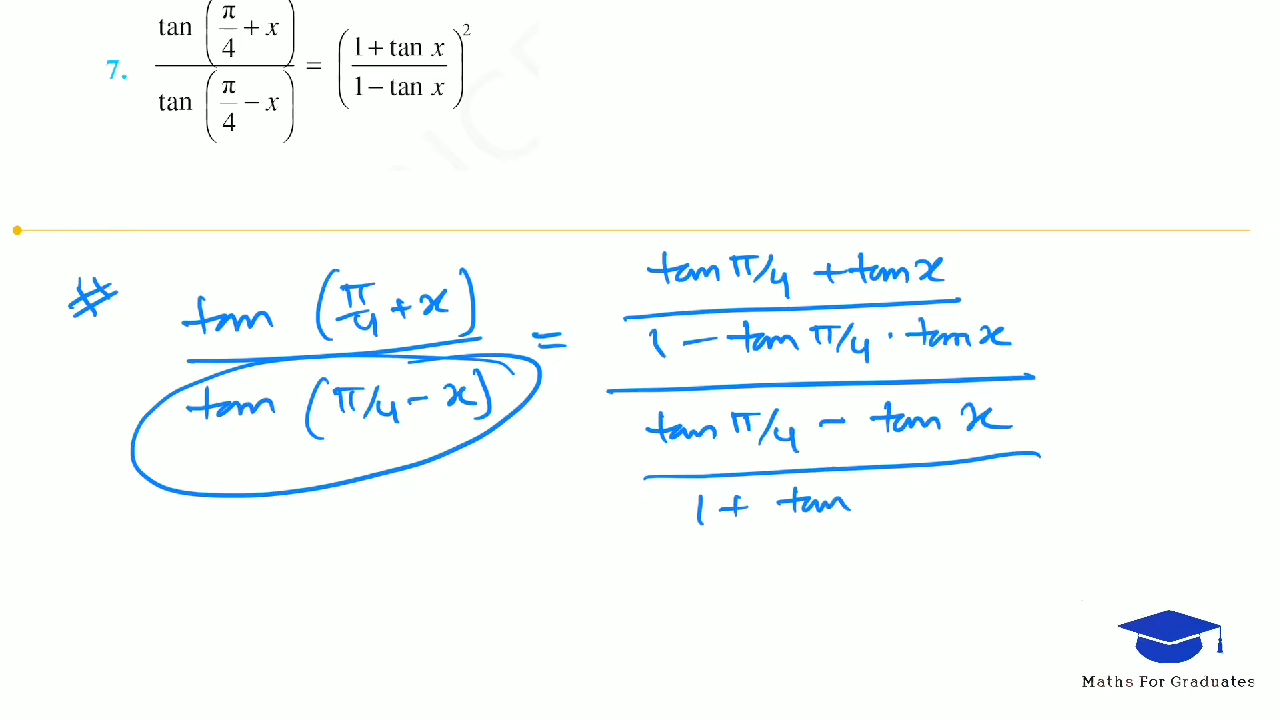 7. tan(π/4 + x) / tan(π/4 − x) = ((1 + tan x) / (1 − tan x))²
# tan(π/4 + x) / tan(π/4 − x) =
tan π/4 + tan x
1 − tan π/4 · tan x
tan π/4 − tan x
1 + tan
Maths For Graduates